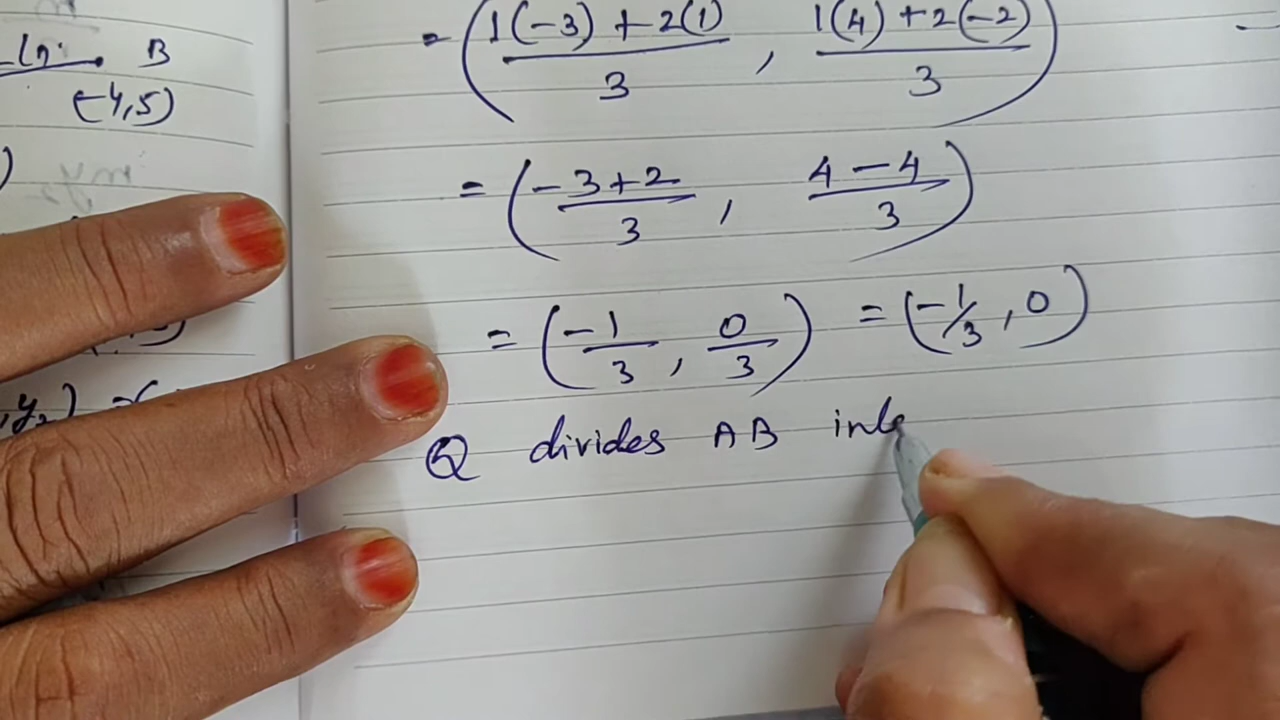 B
(-4,5)
= (1(-3) + 2(1)/3 , 1(4) + 2(-2)/3)
= (-3+2/3 , 4-4/3)
= (-1/3 , 0/3) = (-1/3 , 0)
Q divides AB into